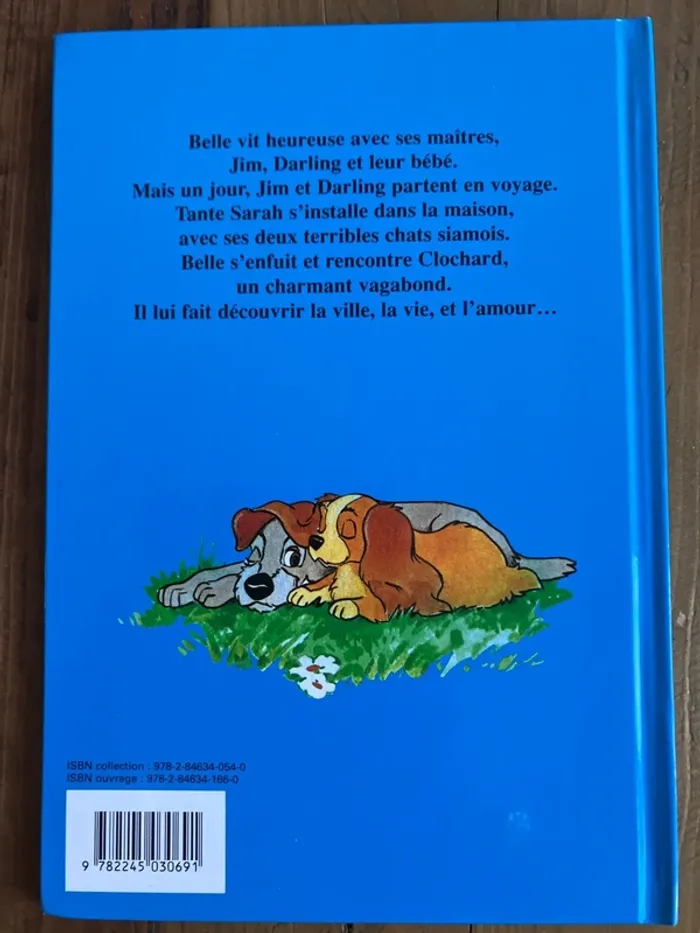 Belle vit heureuse avec ses maîtres,
Jim, Darling et leur bébé.
Mais un jour, Jim et Darling partent en voyage.
Tante Sarah s’installe dans la maison,
avec ses deux terribles chats siamois.
Belle s’enfuit et rencontre Clochard,
un charmant vagabond.
Il lui fait découvrir la ville, la vie, et l’amour…
ISBN collection : 978-2-84634-054-0
ISBN ouvrage : 978-2-84634-166-0
9 782245 030691